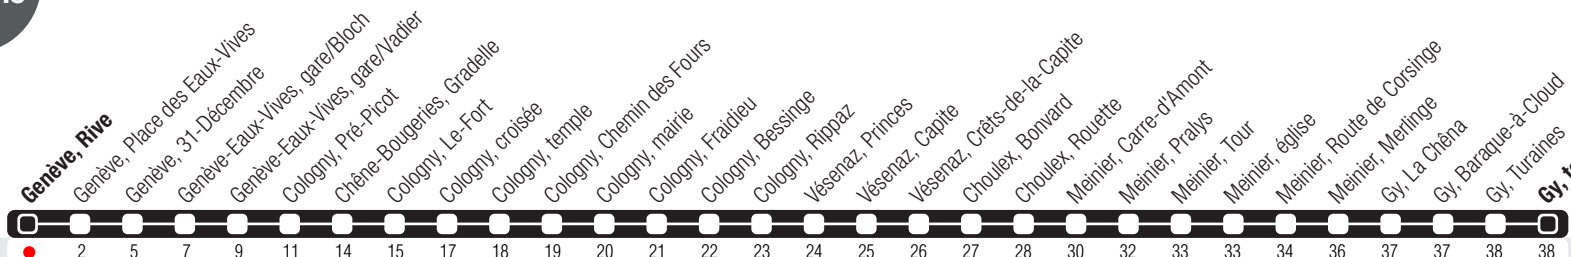 Genève, Rive
Genève, Place des Eaux-Vives
Genève, 31-Décembre
Genève-Eaux-Vives, gare/Bloch
Genève-Eaux-Vives, gare/Vadier
Cologny, Pré-Picot
Chêne-Bougeries, Gradelle
Cologny, Le-Fort
Cologny, croisée
Cologny, temple
Cologny, Chemin des Fours
Cologny, mairie
Cologny, Fraidieu
Cologny, Bessinge
Cologny, Rippaz
Vésenaz, Princes
Vésenaz, Capite
Vésenaz, Crêts-de-la-Capite
Choulex, Bonvard
Choulex, Rouette
Meinier, Carre-d'Amont
Meinier, Pralys
Meinier, Tour
Meinier, église
Meinier, Route de Corsinge
Meinier, Merlinge
Gy, La Chêna
Gy, Baraque-à-Cloud
Gy, Turaines
Gy,
2 5 7 9 11 14 15 17 18 19 20 21 22 23 24 25 26 27 28 30 32 33 33 34 36 37 37 38 38